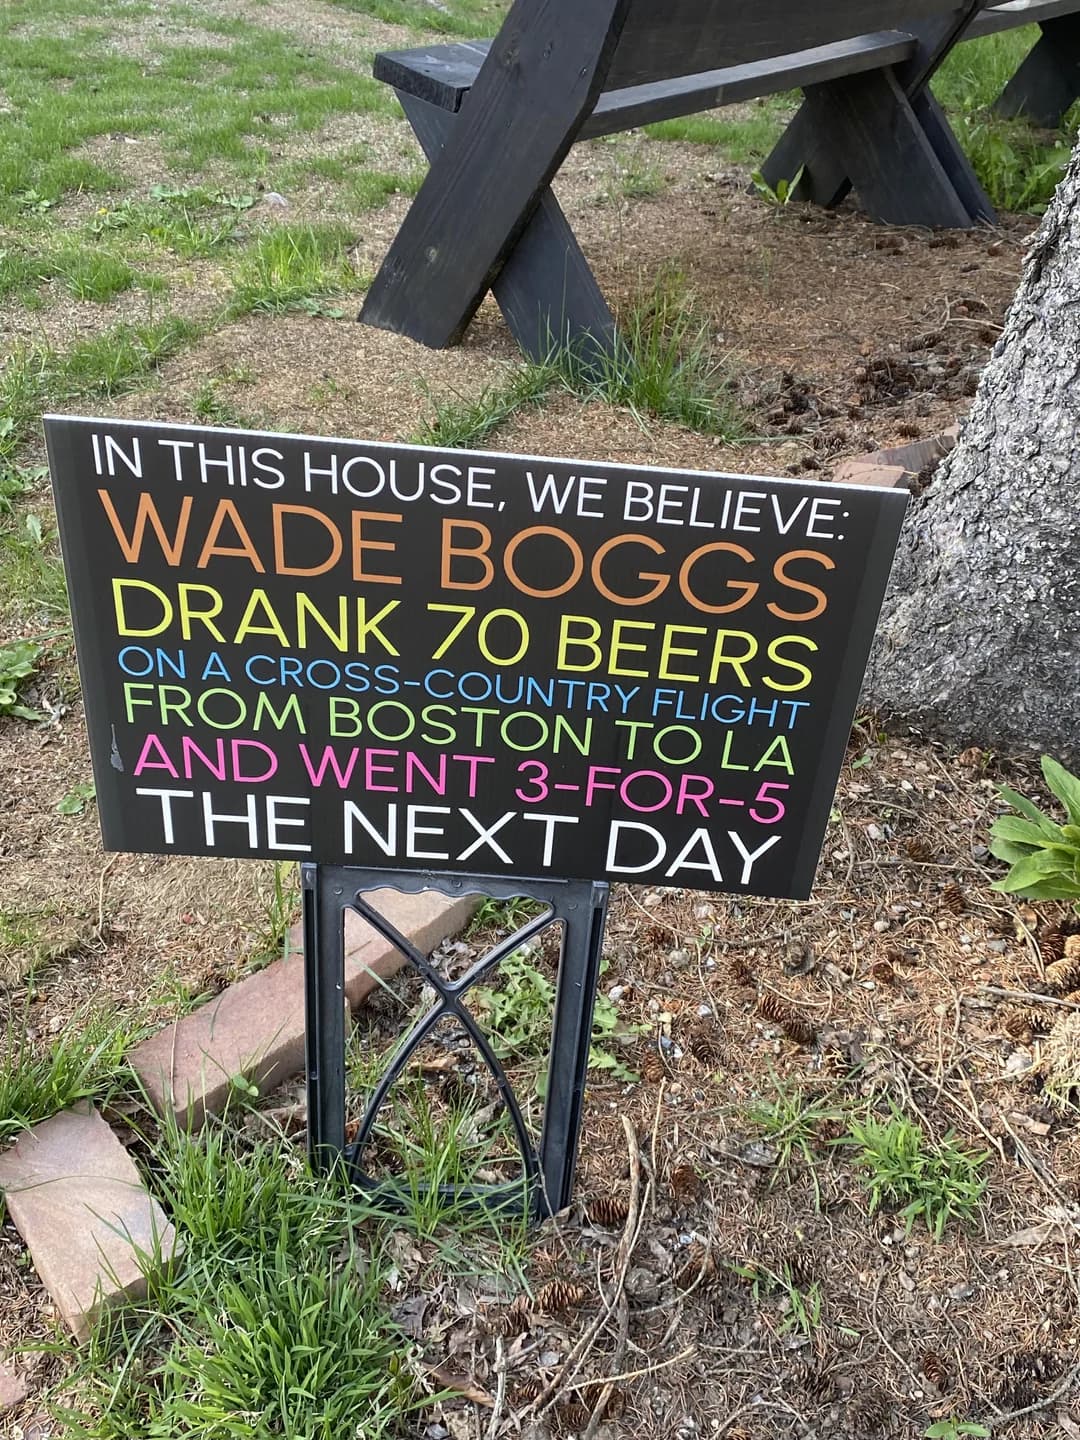 IN THIS HOUSE, WE BELIEVE:
WADE BOGGS
DRANK 70 BEERS
ON A CROSS-COUNTRY FLIGHT
FROM BOSTON TO LA
AND WENT 3-FOR-5
THE NEXT DAY